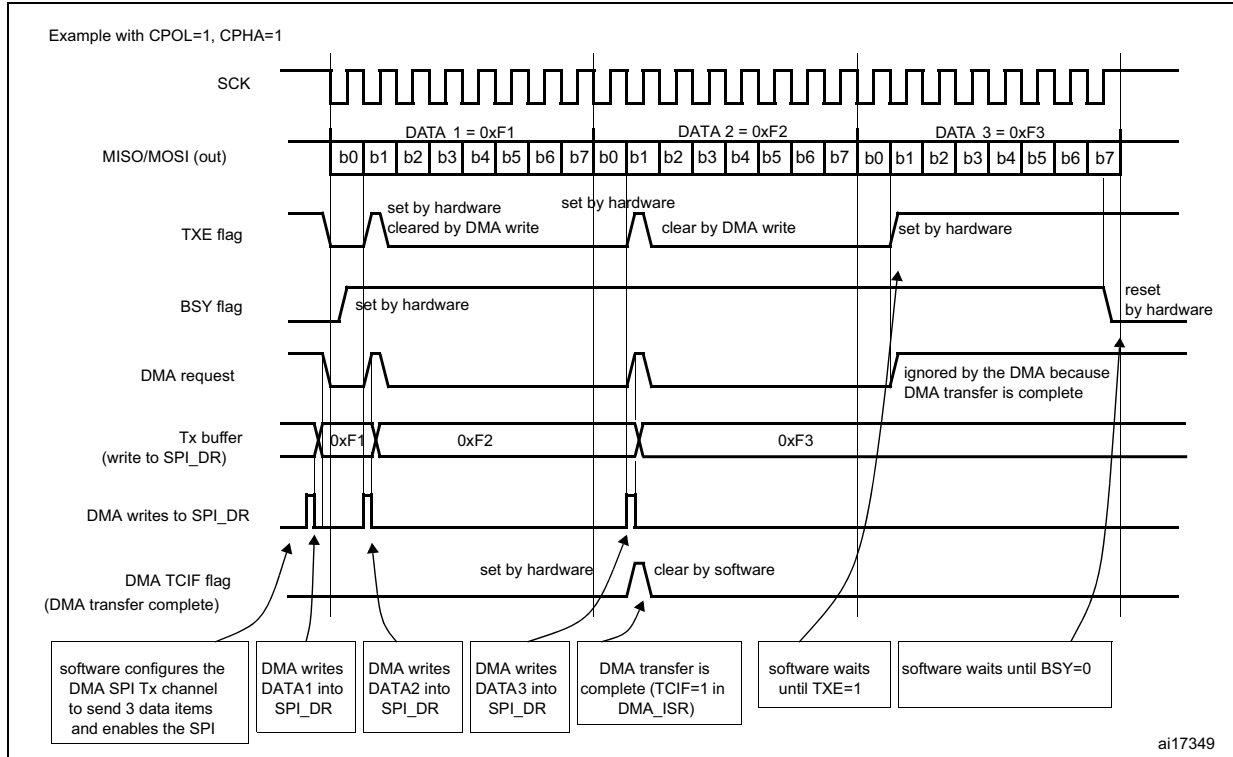 Example with CPOL=1, CPHA=1
SCK
DATA 1 = 0xF1
DATA 2 = 0xF2
DATA 3 = 0xF3
MISO/MOSI (out)
b0 b1 b2 b3 b4 b5 b6 b7 b0 b1 b2 b3 b4 b5 b6 b7 b0 b1 b2 b3 b4 b5 b6 b7
TXE flag
set by hardware
cleared by DMA write
set by hardware
clear by DMA write
set by hardware
BSY flag
set by hardware
reset
by hardware
DMA request
ignored by the DMA because
DMA transfer is complete
Tx buffer
(write to SPI_DR)
0xF1
0xF2
0xF3
DMA writes to SPI_DR
DMA TCIF flag
(DMA transfer complete)
set by hardware
clear by software
software configures the
DMA SPI Tx channel
to send 3 data items
and enables the SPI
DMA writes
DATA1 into
SPI_DR
DMA writes
DATA2 into
SPI_DR
DMA writes
DATA3 into
SPI_DR
DMA transfer is
complete (TCIF=1 in
DMA_ISR)
software waits
until TXE=1
software waits until BSY=0
ai17349